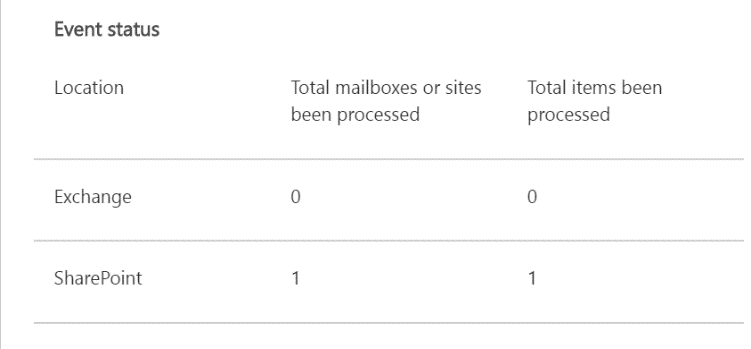 Event status
Location
Total mailboxes or sites
been processed
Total items been
processed
Exchange
0
0
SharePoint
1
1